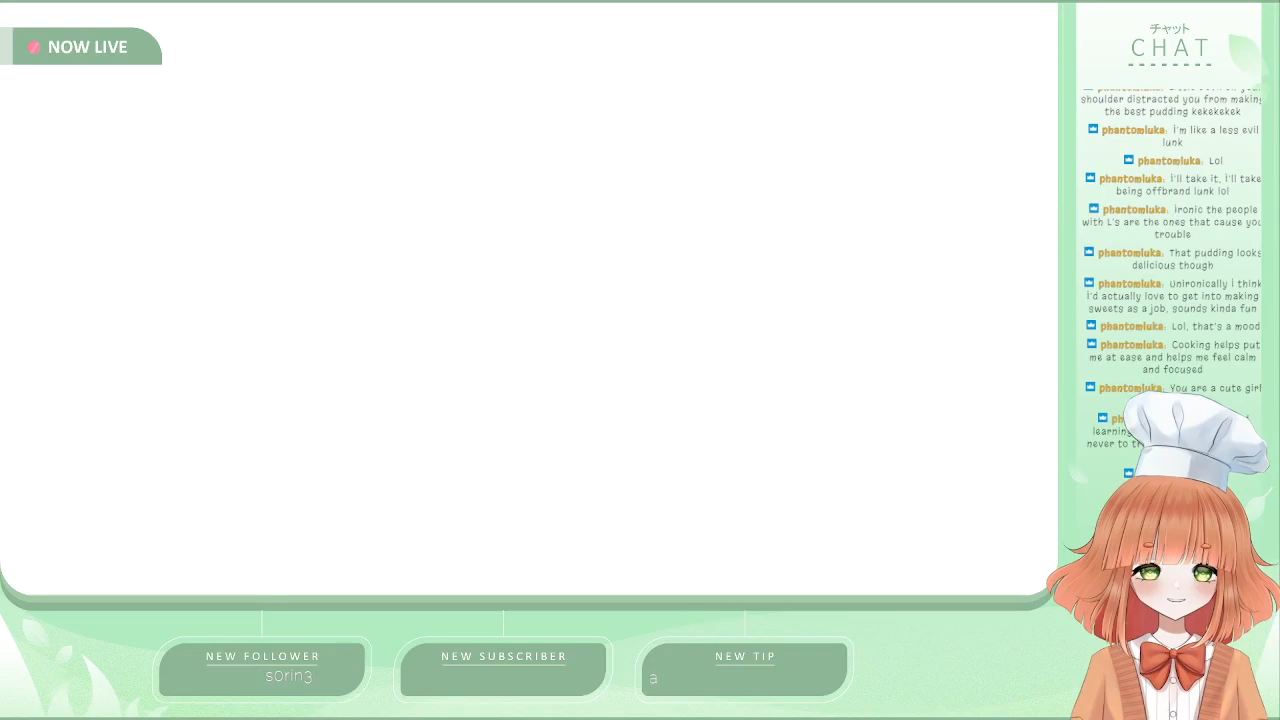 NOW LIVE
チャット
CHAT
shoulder distracted you from making
the best pudding kekekekek
phantomluka: i'm like a less evil
lunk
phantomluka: Lol
phantomluka: i'll take it, i'll take
being offbrand lunk lol
phantomluka: ironic the people
with L's are the ones that cause you
trouble
phantomluka: That pudding looks
delicious though
phantomluka: Unironically i think
i'd actually love to get into making
sweets as a job, sounds kinda fun
phantomluka: Lol, that's a mood
phantomluka: Cooking helps put
me at ease and helps me feel calm
and focused
phantomluka: You are a cute girl
learning
never to
NEW FOLLOWER
s0rin3
NEW SUBSCRIBER
NEW TIP
a